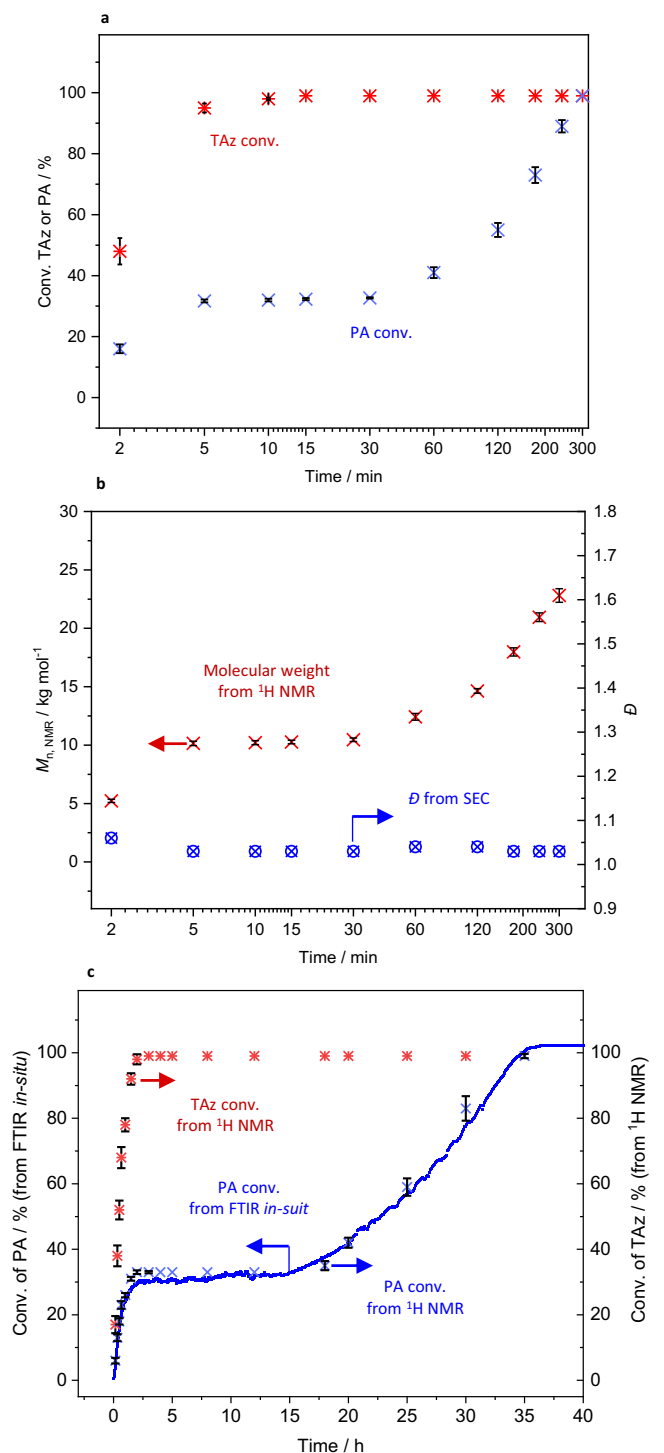 a
100
80
60
40
20
0
Conv. TAz or PA / %
TAz conv.
PA conv.
2 5 10 15 30 60 120 200 300
Time / min
b
30
25
20
15
10
5
0
Mn, NMR / kg mol⁻¹
1.8
1.7
1.6
1.5
1.4
1.3
1.2
1.1
1.0
0.9
Đ
Molecular weight
from ¹H NMR
Đ from SEC
2 5 10 15 30 60 120 200 300
Time / min
c
100
80
60
40
20
0
Conv. of PA / % (from FTIR in-situ)
100
80
60
40
20
0
Conv. of TAz / % (from ¹H NMR)
TAz conv.
from ¹H NMR
PA conv.
from FTIR in-suit
PA conv.
from ¹H NMR
0 5 10 15 20 25 30 35 40
Time / h